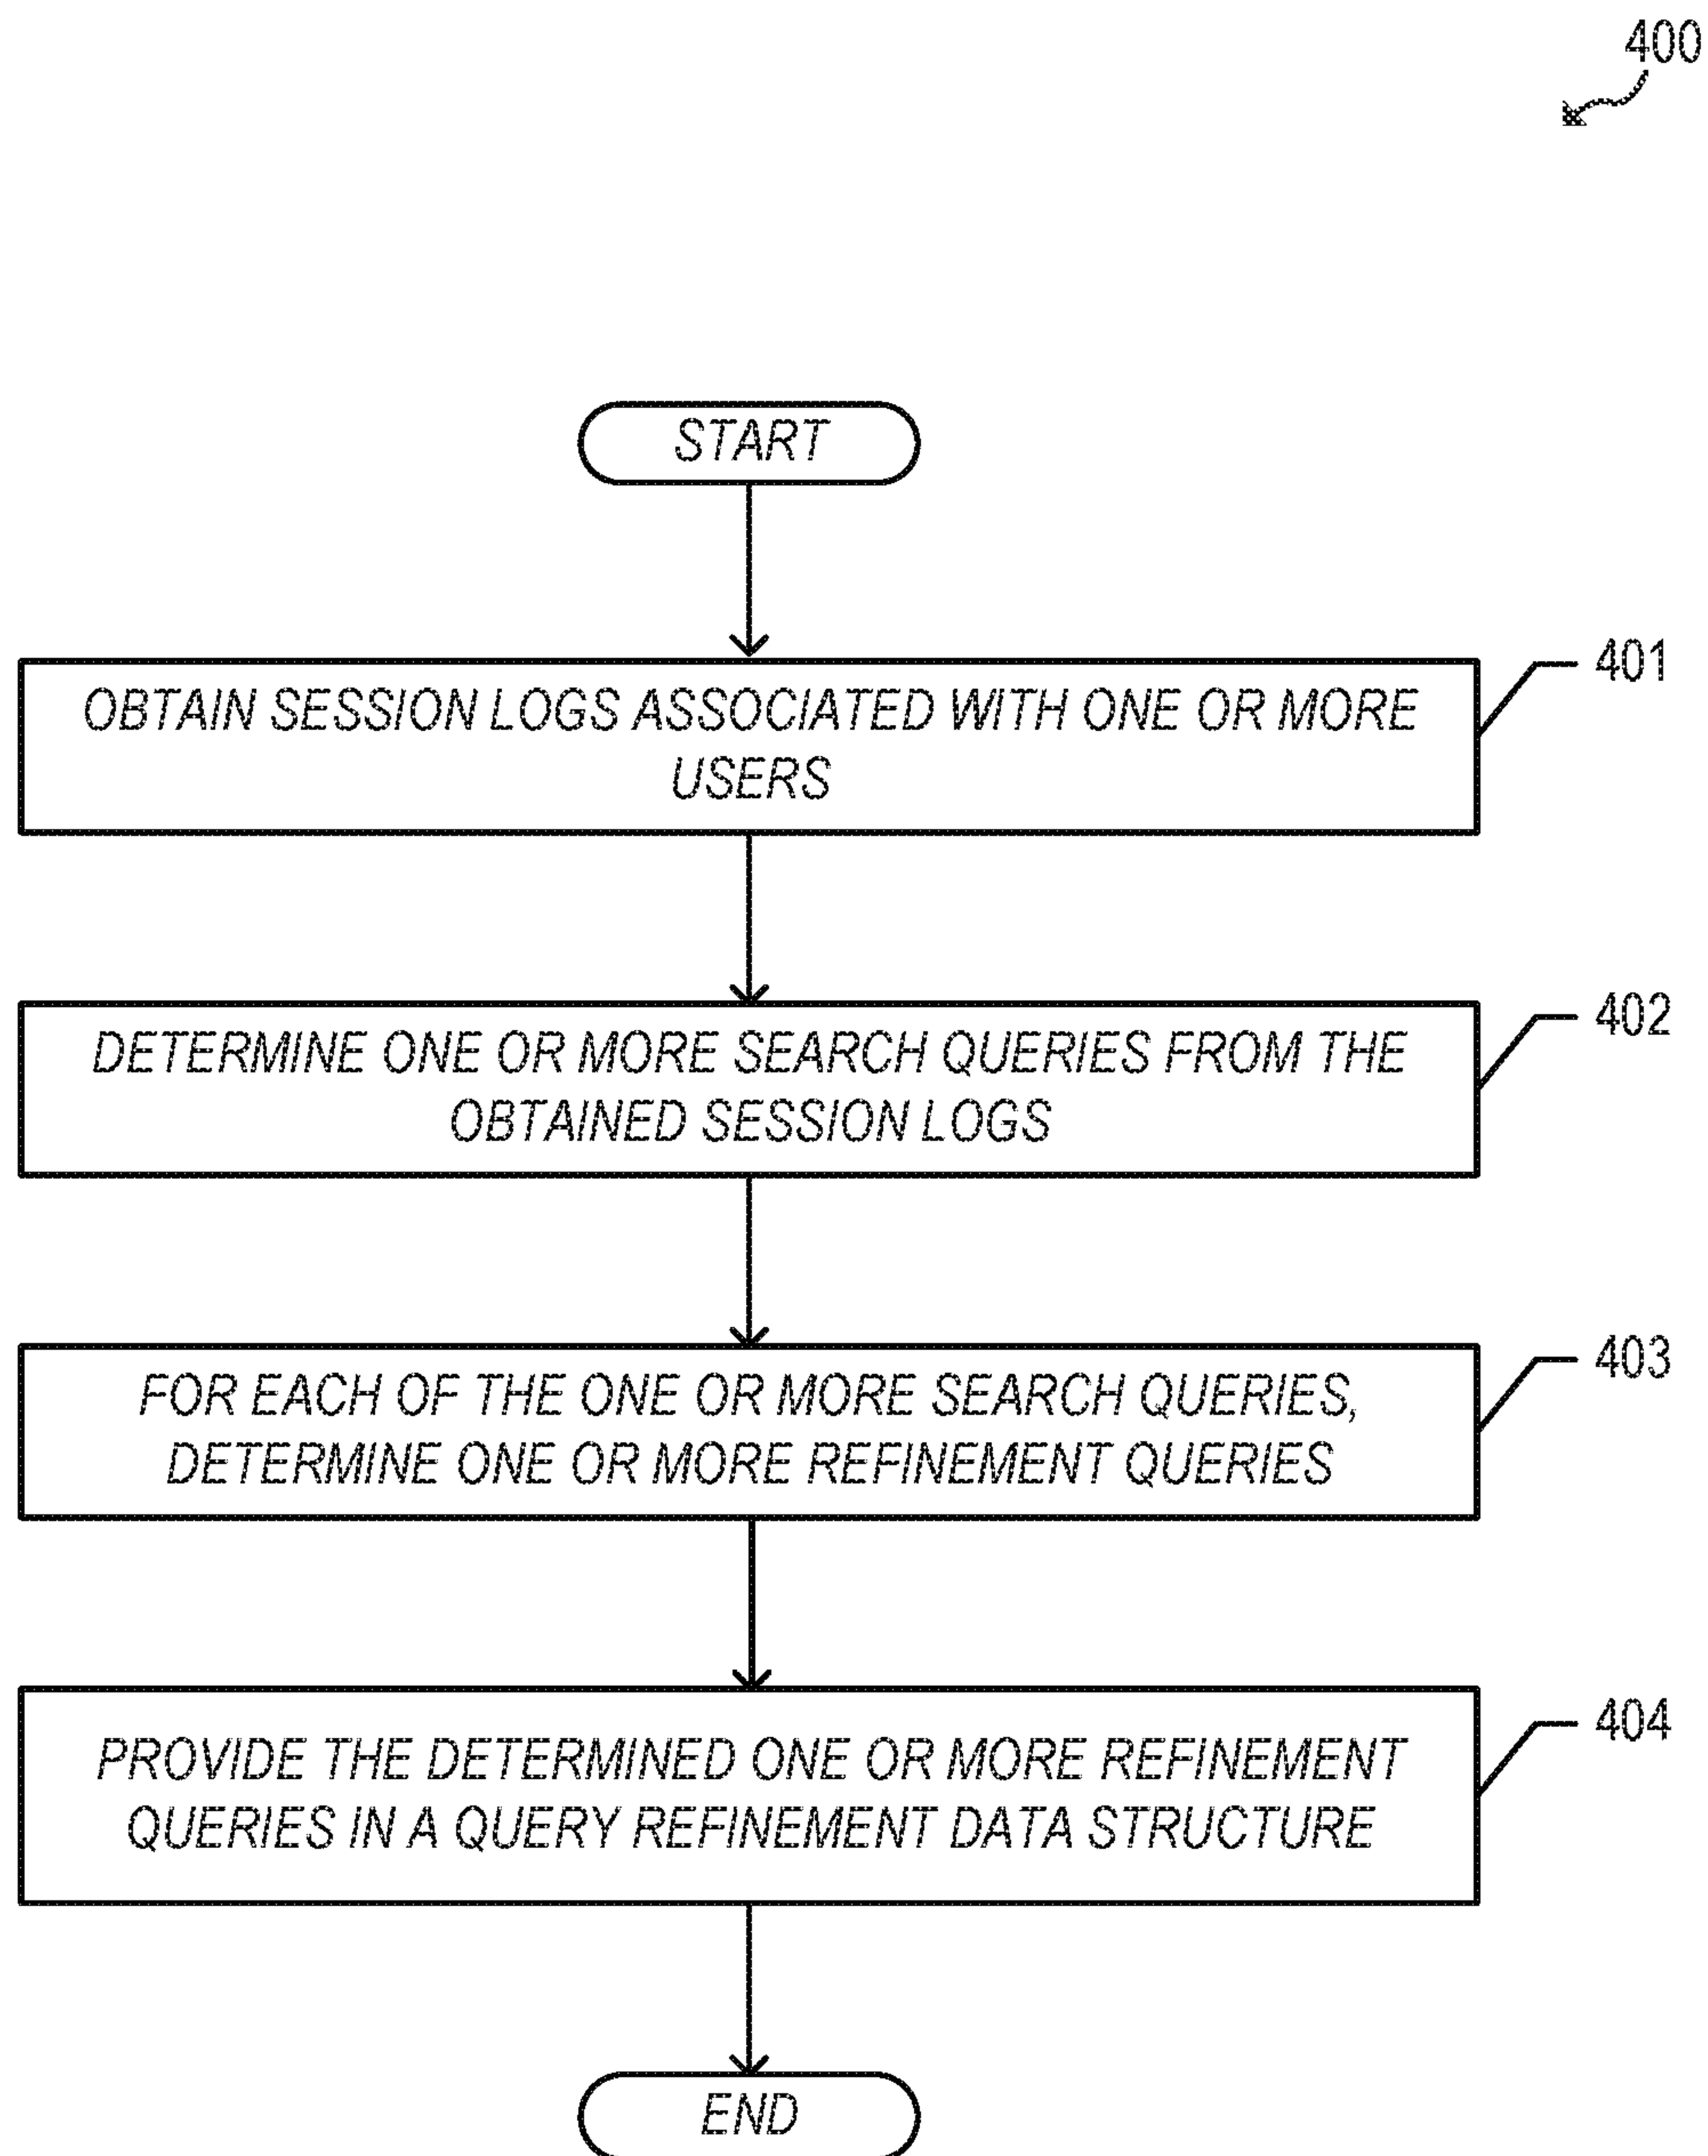 400
START
OBTAIN SESSION LOGS ASSOCIATED WITH ONE OR MORE
USERS
401
DETERMINE ONE OR MORE SEARCH QUERIES FROM THE
OBTAINED SESSION LOGS
402
FOR EACH OF THE ONE OR MORE SEARCH QUERIES,
DETERMINE ONE OR MORE REFINEMENT QUERIES
403
PROVIDE THE DETERMINED ONE OR MORE REFINEMENT
QUERIES IN A QUERY REFINEMENT DATA STRUCTURE
404
END